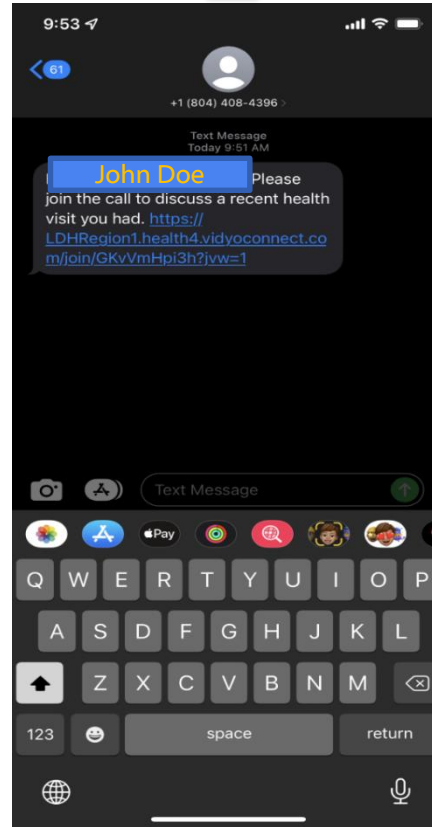 9:53
61
+1 (804) 408-4396 >
Text Message
Today 9:51 AM
John Doe Please
join the call to discuss a recent health
visit you had. https://
LDHRegion1.health4.vidyoconnect.co
m/join/GKvVmHpi3h?jvw=1
Text Message
Pay
Q W E R T Y U I O P
A S D F G H J K L
Z X C V B N M
123 space return